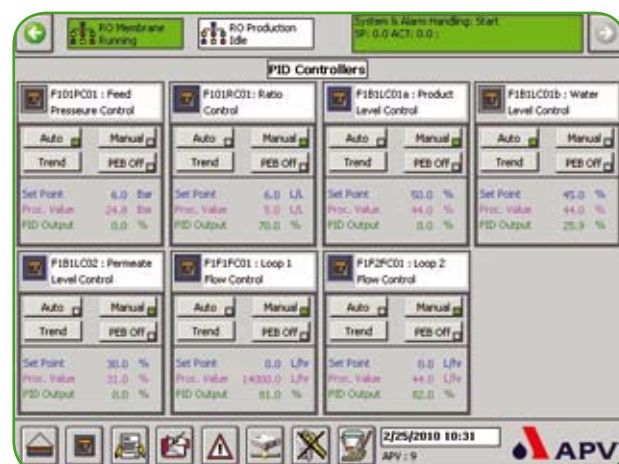 RO Membrane
Running
RO Production
Idle
System & Alarm Handling: Start
SP: 0.0 ACT: 0.0 :
PID Controllers
F101PC01 : Feed
Presseure Control
Auto Manual
Trend PEB Off
Set Point 6.0 Bar
Proc. Value 24.8 Bar
PID Output 0.0 %
F101RC01: Ratio
Control
Auto Manual
Trend PEB Off
Set Point 6.0 L/L
Proc. Value 5.0 L/L
PID Output 70.0 %
F1B1LC01a : Product
Level Control
Auto Manual
Trend PEB Off
Set Point 50.0 %
Proc. Value 44.0 %
PID Output 0.0 %
F1B1LC01b : Water
Level Control
Auto Manual
Trend PEB Off
Set Point 45.0 %
Proc. Value 44.0 %
PID Output 25.9 %
F1B1LC02 : Permeate
Level Control
Auto Manual
Trend PEB Off
Set Point 30.0 %
Proc. Value 31.0 %
PID Output 0.0 %
F1F1FC01 : Loop 1
Flow Control
Auto Manual
Trend PEB Off
Set Point 0.0 L/hr
Proc. Value 14000.0 L/hr
PID Output 81.0 %
F1F2FC01 : Loop 2
Flow Control
Auto Manual
Trend PEB Off
Set Point 0.0 L/hr
Proc. Value 44.0 L/hr
PID Output 82.0 %
2/25/2010 10:31
APV : 9
APV